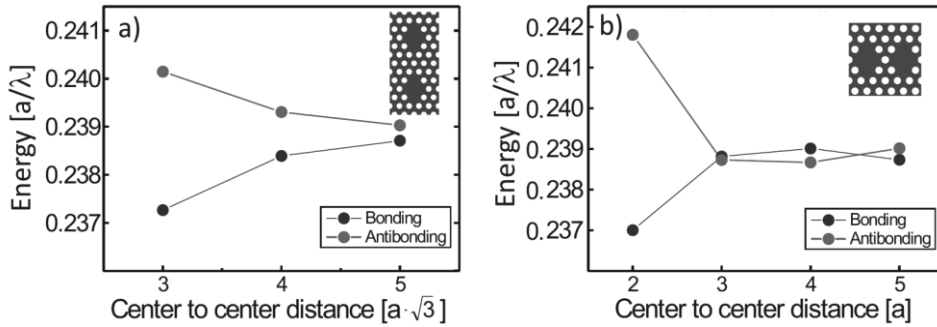 a)
0.241
0.240
0.239
0.238
0.237
Energy [a/λ]
Bonding
Antibonding
3 4 5
Center to center distance [a·√3]
b)
0.242
0.241
0.240
0.239
0.238
0.237
Energy [a/λ]
Bonding
Antibonding
2 3 4 5
Center to center distance [a]